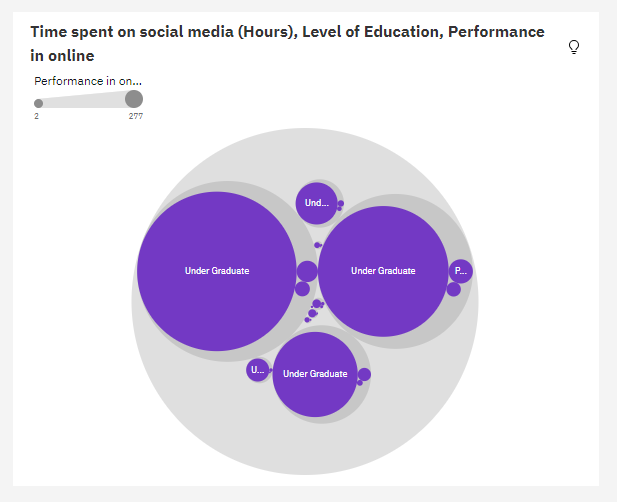 Time spent on social media (Hours), Level of Education, Performance
in online
Performance in on...
2 277
Und...
Under Graduate Under Graduate P...
U... Under Graduate